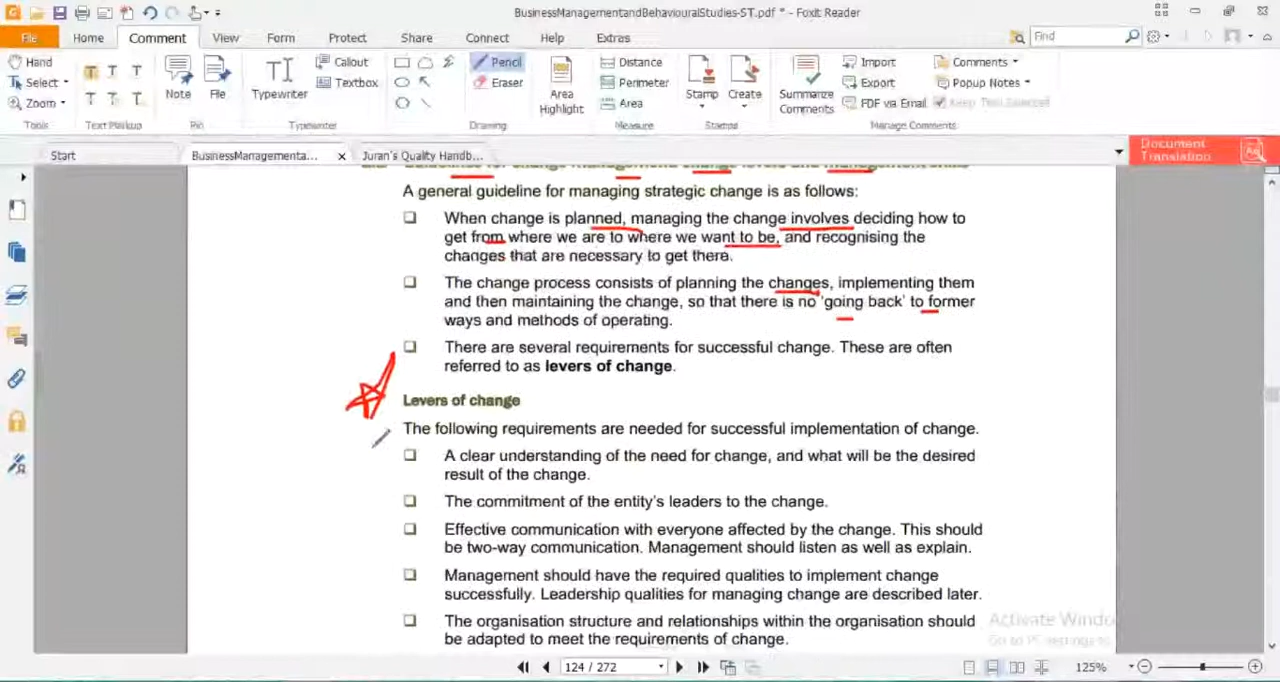 BusinessManagementandBehaviouralStudies-ST.pdf * - Foxit Reader
File Home Comment View Form Protect Share Connect Help Extras Find
Hand
Select
Zoom
Tools
T T T
T T T
Text Markup
Note File
Pin
Typewriter
Callout
Textbox
Typewriter
Pencil
Eraser
Drawing
Area Highlight
Distance
Perimeter
Area
Measure
Stamp Create
Stamps
Summarize Comments
Import
Export
FDF via Email
Comments
Popup Notes
Keep Tool Selected
Manage Comments
Start BusinessManagementa... Juran's Quality Handb...
Document Translation
A general guideline for managing strategic change is as follows:
When change is planned, managing the change involves deciding how to
get from where we are to where we want to be, and recognising the
changes that are necessary to get there.
The change process consists of planning the changes, implementing them
and then maintaining the change, so that there is no 'going back' to former
ways and methods of operating.
There are several requirements for successful change. These are often
referred to as levers of change.
Levers of change
The following requirements are needed for successful implementation of change.
A clear understanding of the need for change, and what will be the desired
result of the change.
The commitment of the entity's leaders to the change.
Effective communication with everyone affected by the change. This should
be two-way communication. Management should listen as well as explain.
Management should have the required qualities to implement change
successfully. Leadership qualities for managing change are described later.
The organisation structure and relationships within the organisation should
be adapted to meet the requirements of change.
Activate Windo
Go to PC settings to
124 / 272
125%